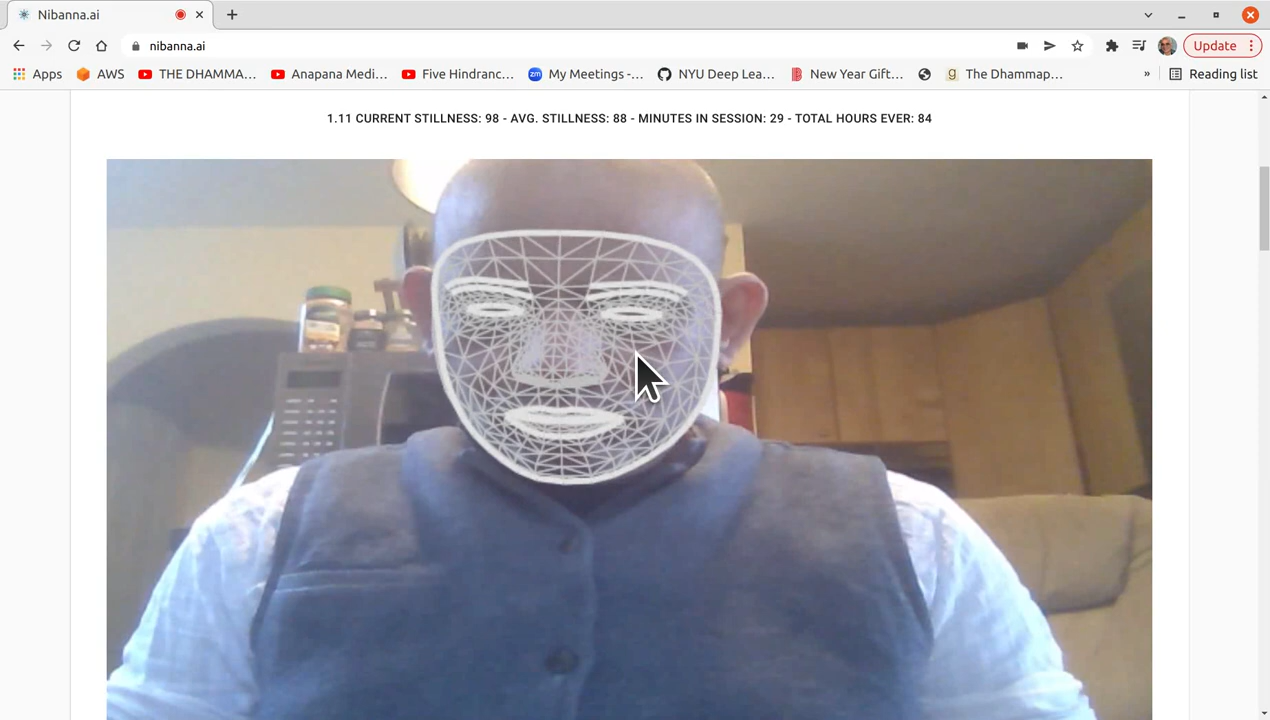 Nibanna.ai
nibanna.ai
Update
Apps
AWS
THE DHAMMA...
Anapana Medi...
Five Hindranc...
zm
My Meetings -...
NYU Deep Lea...
New Year Gift...
g
The Dhammap...
»
Reading list
1.11 CURRENT STILLNESS: 98 - AVG. STILLNESS: 88 - MINUTES IN SESSION: 29 - TOTAL HOURS EVER: 84